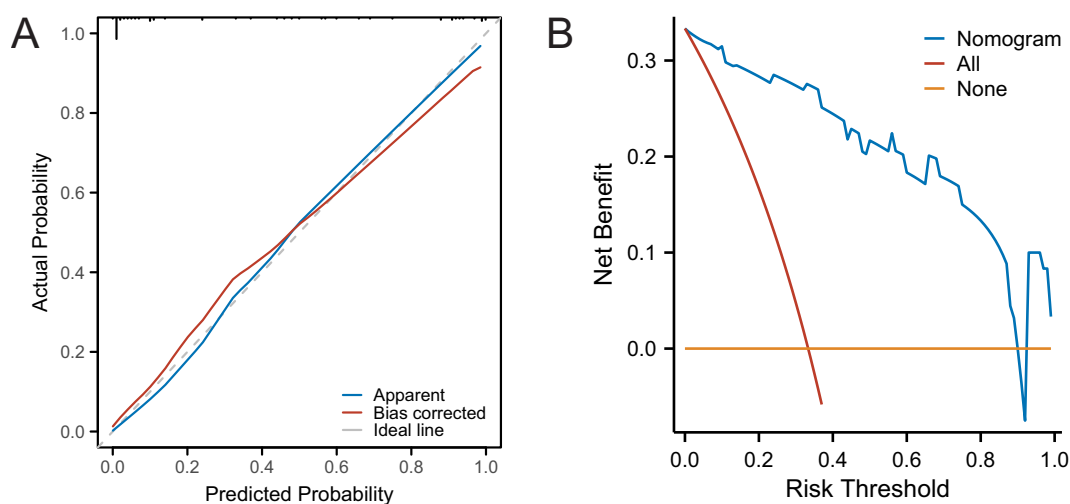 A
1.0
0.8
0.6
0.4
0.2
0.0
Actual Probability
Apparent
Bias corrected
Ideal line
0.0 0.2 0.4 0.6 0.8 1.0
Predicted Probability
B
0.3
0.2
0.1
0.0
Net Benefit
Nomogram
All
None
0.0 0.2 0.4 0.6 0.8 1.0
Risk Threshold